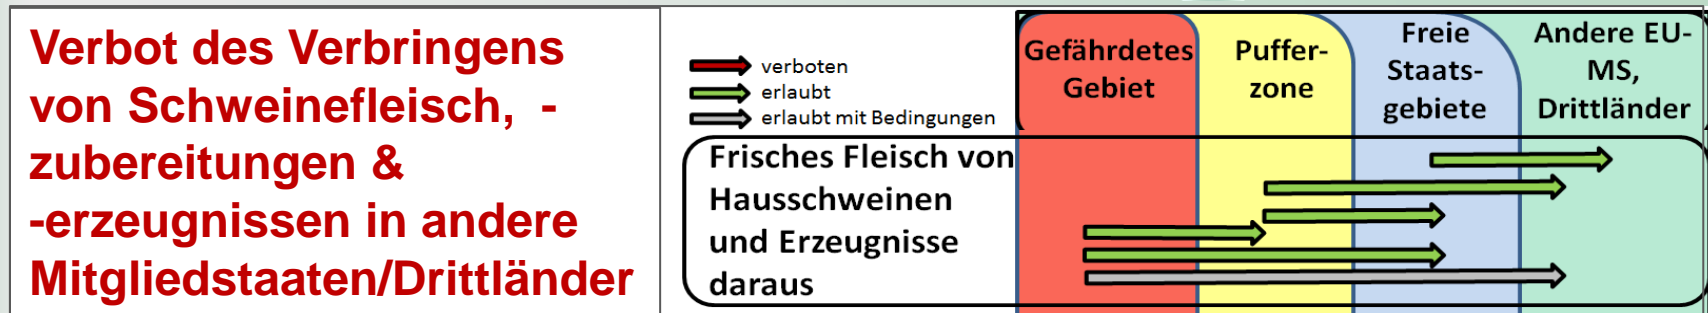 Verbot des Verbringens
von Schweinefleisch, -
zubereitungen &
-erzeugnissen in andere
Mitgliedstaaten/Drittländer
verboten
erlaubt
erlaubt mit Bedingungen
Gefährdetes
Gebiet
Puffer-
zone
Freie
Staats-
gebiete
Andere EU-
MS,
Drittländer
Frisches Fleisch von
Hausschweinen
und Erzeugnisse
daraus